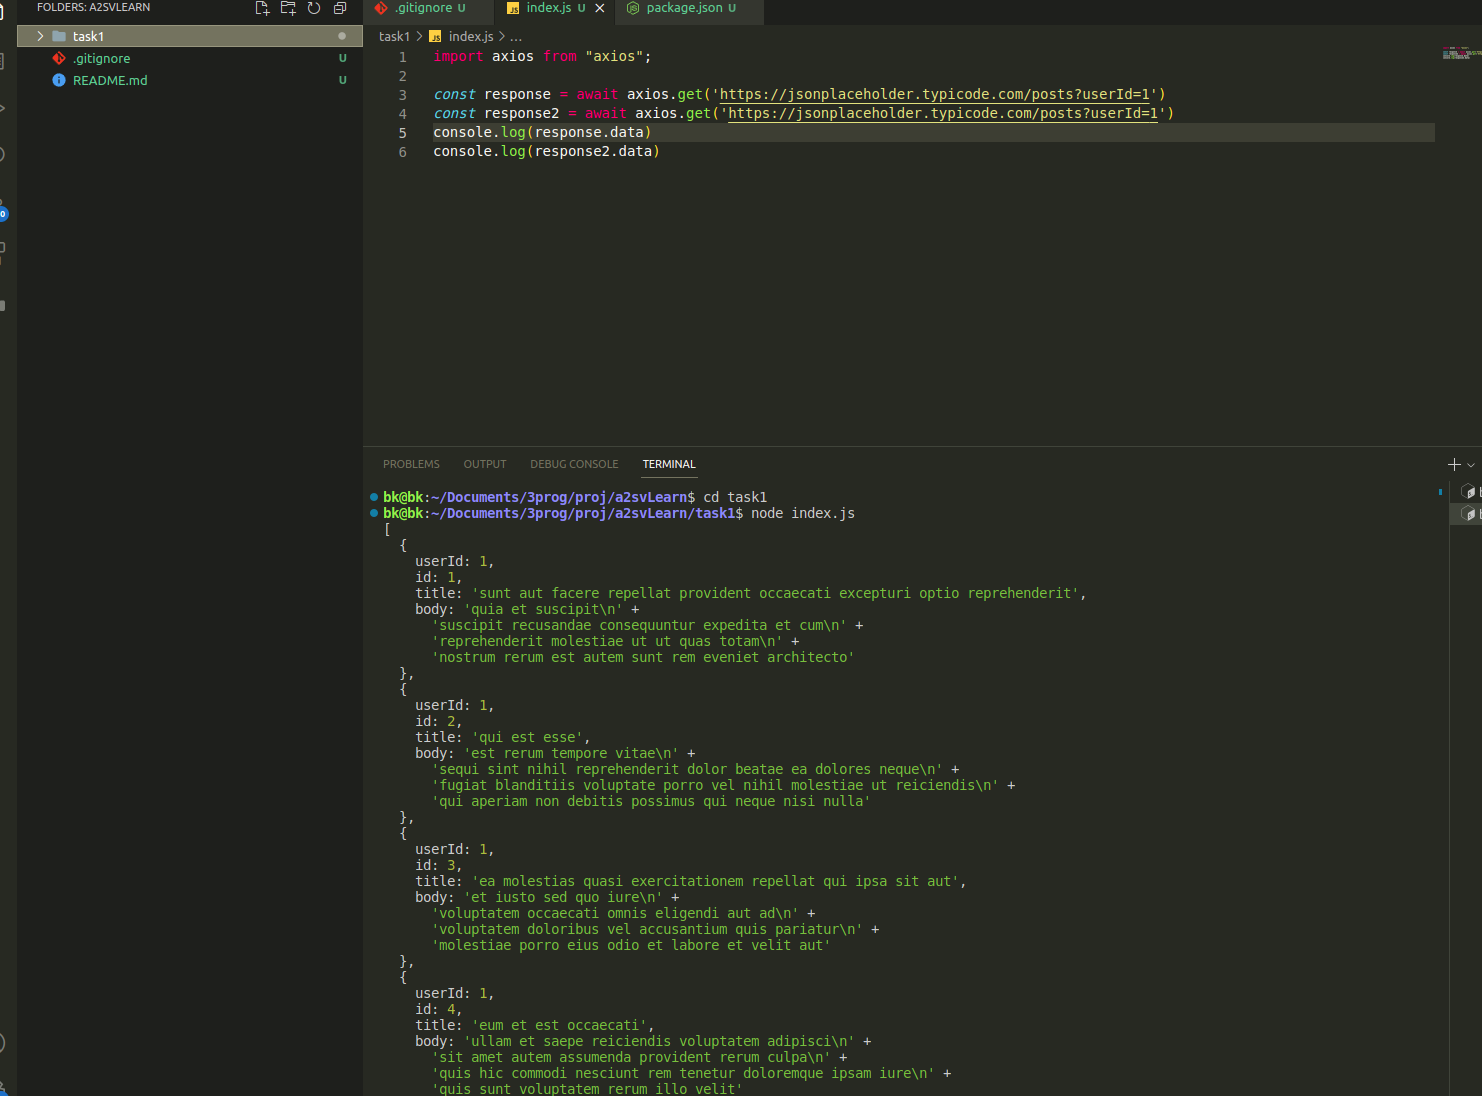 FOLDERS: A2SVLEARN
task1
.gitignore U
README.md U
.gitignore U
index.js U
package.json U
task1 > index.js > ...
1 import axios from "axios";
2
3 const response = await axios.get('https://jsonplaceholder.typicode.com/posts?userId=1')
4 const response2 = await axios.get('https://jsonplaceholder.typicode.com/posts?userId=1')
5 console.log(response.data)
6 console.log(response2.data)
PROBLEMS OUTPUT DEBUG CONSOLE TERMINAL
bk@bk:~/Documents/3prog/proj/a2svLearn$ cd task1
bk@bk:~/Documents/3prog/proj/a2svLearn/task1$ node index.js
[
{
userId: 1,
id: 1,
title: 'sunt aut facere repellat provident occaecati excepturi optio reprehenderit',
body: 'quia et suscipit\n' +
'suscipit recusandae consequuntur expedita et cum\n' +
'reprehenderit molestiae ut ut quas totam\n' +
'nostrum rerum est autem sunt rem eveniet architecto'
},
{
userId: 1,
id: 2,
title: 'qui est esse',
body: 'est rerum tempore vitae\n' +
'sequi sint nihil reprehenderit dolor beatae ea dolores neque\n' +
'fugiat blanditiis voluptate porro vel nihil molestiae ut reiciendis\n' +
'qui aperiam non debitis possimus qui neque nisi nulla'
},
{
userId: 1,
id: 3,
title: 'ea molestias quasi exercitationem repellat qui ipsa sit aut',
body: 'et iusto sed quo iure\n' +
'voluptatem occaecati omnis eligendi aut ad\n' +
'voluptatem doloribus vel accusantium quis pariatur\n' +
'molestiae porro eius odio et labore et velit aut'
},
{
userId: 1,
id: 4,
title: 'eum et est occaecati',
body: 'ullam et saepe reiciendis voluptatem adipisci\n' +
'sit amet autem assumenda provident rerum culpa\n' +
'quis hic commodi nesciunt rem tenetur doloremque ipsam iure\n' +
'quis sunt voluptatem rerum illo velit'